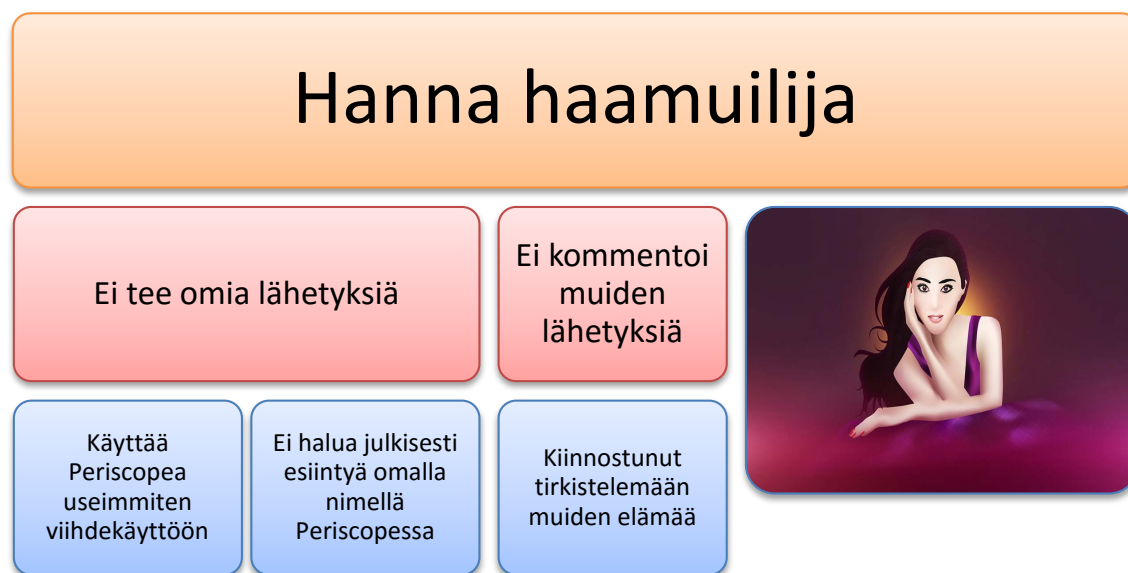 Hanna haamuilija
Ei tee omia lähetyksiä
Ei kommentoi
muiden
lähetyksiä
Käyttää
Periscopea
useimmiten
viihdekäyttöön
Ei halua julkisesti
esiintyä omalla
nimellä
Periscopessa
Kiinnostunut
tirkistelemään
muiden elämää